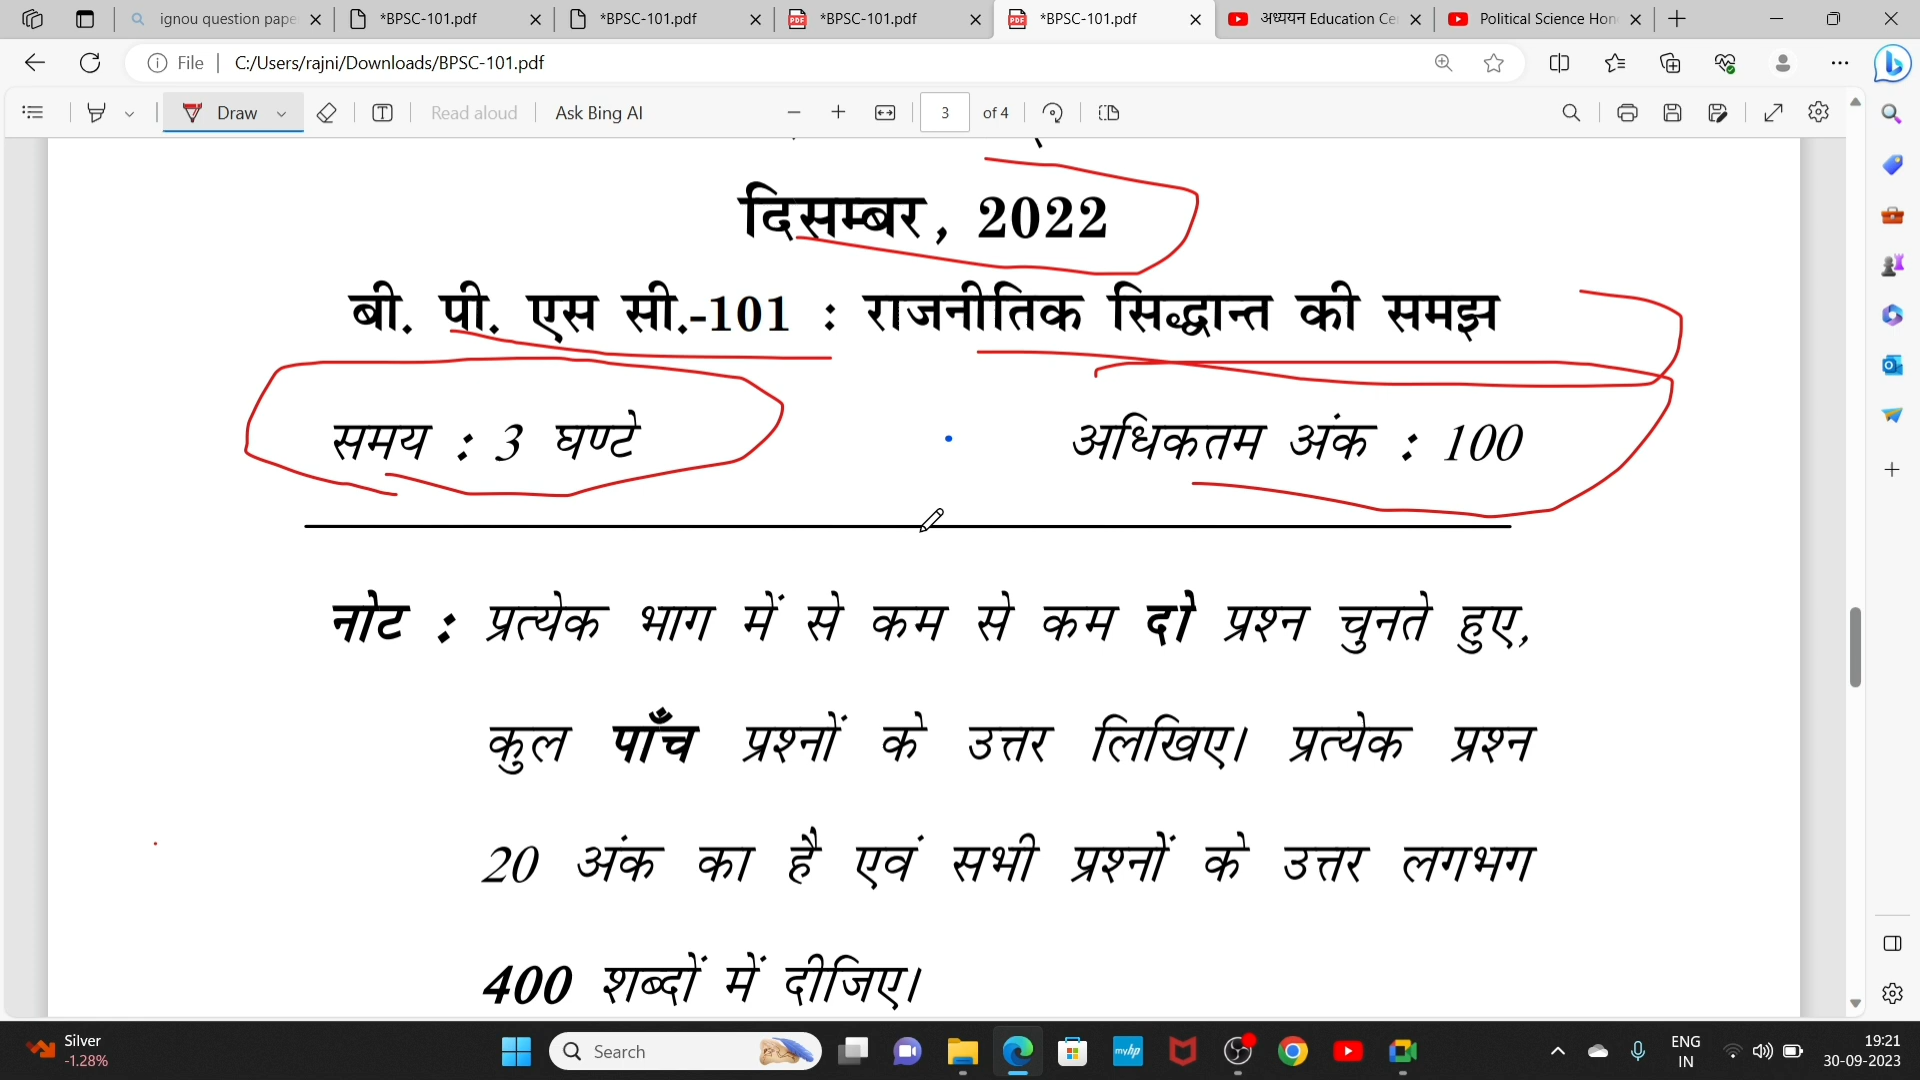 ignou question pape
*BPSC-101.pdf
*BPSC-101.pdf
*BPSC-101.pdf
*BPSC-101.pdf
अध्ययन Education Ce
Political Science Hon
File
C:/Users/rajni/Downloads/BPSC-101.pdf
Draw
Read aloud
Ask Bing AI
3 of 4
दिसम्बर, 2022
बी. पी. एस सी.-101 : राजनीतिक सिद्धान्त की समझ
समय : 3 घण्टे
अधिकतम अंक : 100
नोट : प्रत्येक भाग में से कम से कम दो प्रश्न चुनते हुए,
कुल पाँच प्रश्नों के उत्तर लिखिए। प्रत्येक प्रश्न
20 अंक का है एवं सभी प्रश्नों के उत्तर लगभग
400 शब्दों में दीजिए।
Silver
-1.28%
Search
myhp
ENG
IN
19:21
30-09-2023